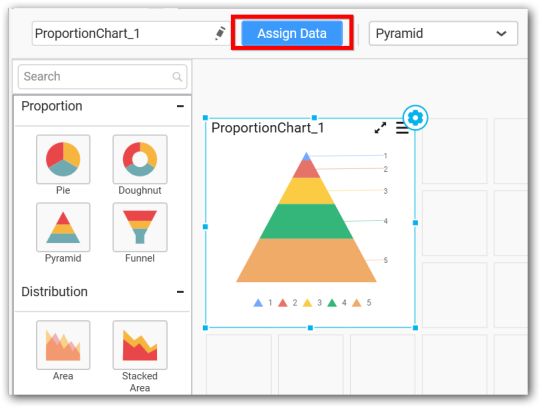 ProportionChart_1
Assign Data
Pyramid
Search
Proportion
Pie
Doughnut
Pyramid
Funnel
Distribution
Area
Stacked
Area
ProportionChart_1
1
2
3
4
5
1 2 3 4 5